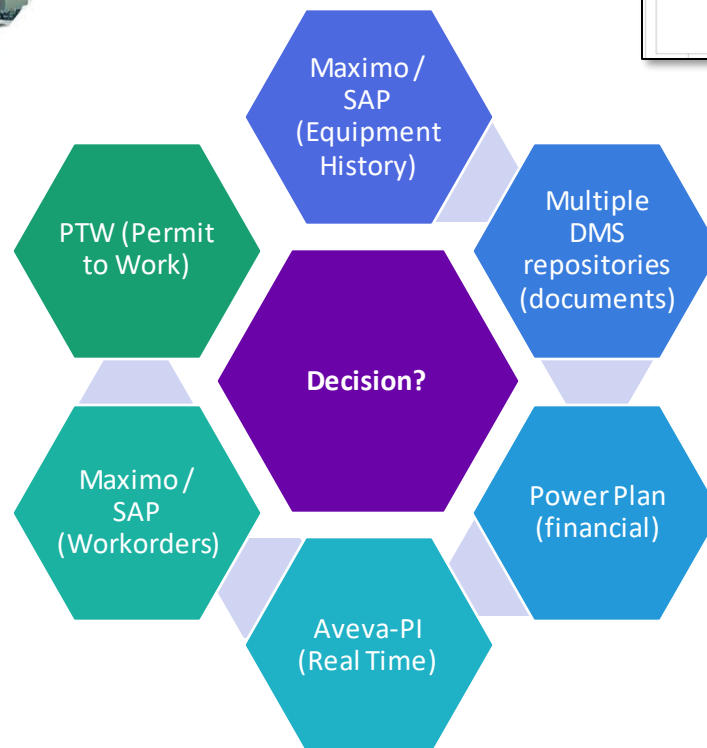 Maximo /
SAP
(Equipment
History)
Multiple
DMS
repositories
(documents)
Power Plan
(financial)
Aveva-PI
(Real Time)
Maximo /
SAP
(Workorders)
PTW (Permit
to Work)
Decision?